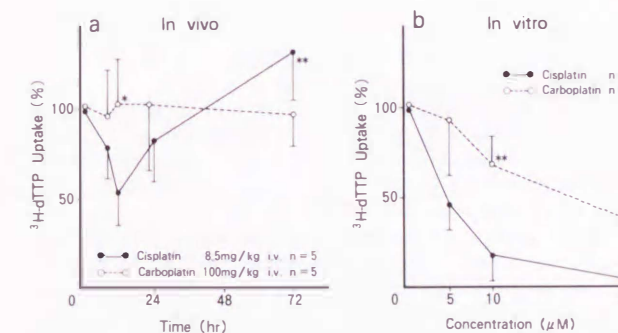 a
In vivo
³H-dTTP Uptake (%)
100
50
*
**
Cisplatin 8.5mg/kg i.v. n = 5
Carboplatin 100mg/kg i.v. n = 5
0 24 48 72
Time (hr)
b
In vitro
³H-dTTP Uptake (%)
100
50
Cisplatin n
Carboplatin n
**
0 5 10
Concentration (μM)